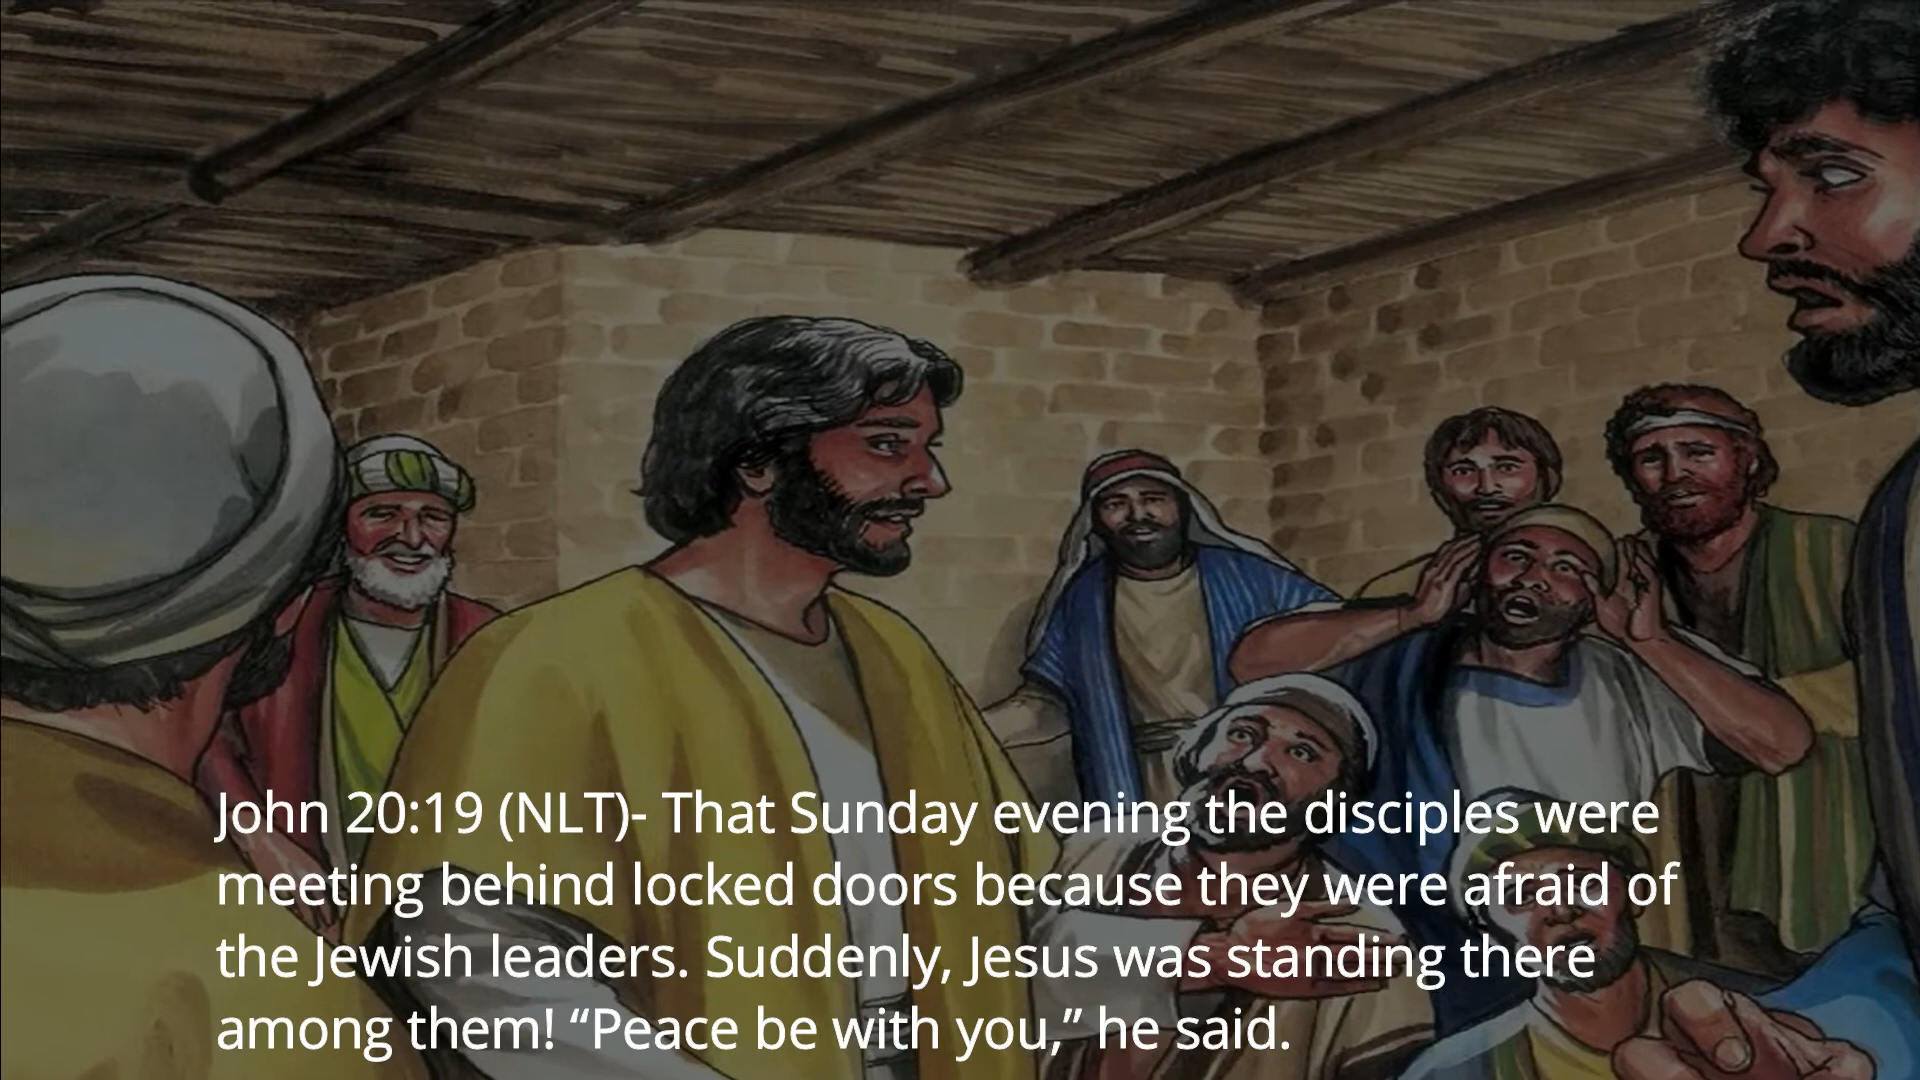 John 20:19 (NLT)- That Sunday evening the disciples were
meeting behind locked doors because they were afraid of
the Jewish leaders. Suddenly, Jesus was standing there
among them! “Peace be with you,” he said.